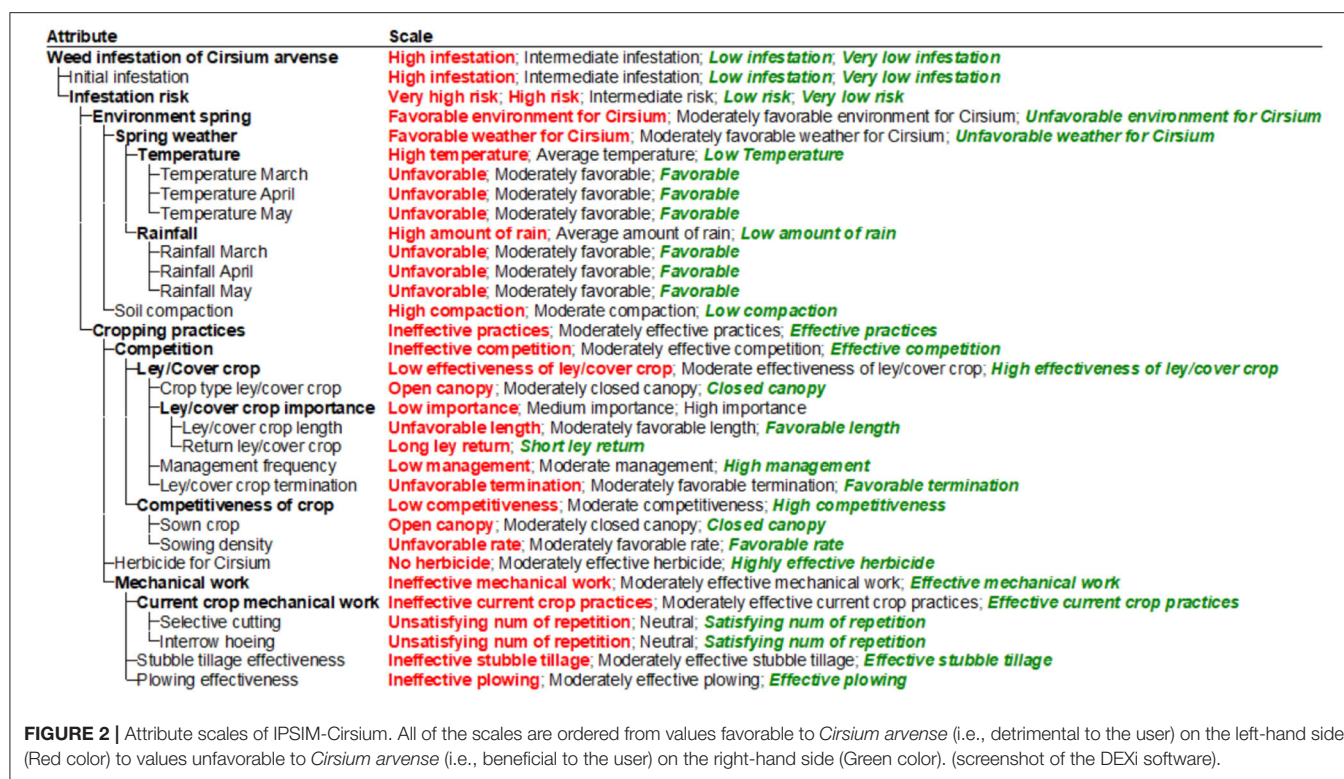 Attribute Scale
Weed infestation of Cirsium arvense High infestation; Intermediate infestation; Low infestation; Very low infestation
Initial infestation High infestation; Intermediate infestation; Low infestation; Very low infestation
Infestation risk Very high risk; High risk; Intermediate risk; Low risk; Very low risk
Environment spring Favorable environment for Cirsium; Moderately favorable environment for Cirsium; Unfavorable environment for Cirsium
Spring weather Favorable weather for Cirsium; Moderately favorable weather for Cirsium; Unfavorable weather for Cirsium
Temperature High temperature; Average temperature; Low Temperature
Temperature March Unfavorable; Moderately favorable; Favorable
Temperature April Unfavorable; Moderately favorable; Favorable
Temperature May Unfavorable; Moderately favorable; Favorable
Rainfall High amount of rain; Average amount of rain; Low amount of rain
Rainfall March Unfavorable; Moderately favorable; Favorable
Rainfall April Unfavorable; Moderately favorable; Favorable
Rainfall May Unfavorable; Moderately favorable; Favorable
Soil compaction High compaction; Moderate compaction; Low compaction
Cropping practices Ineffective practices; Moderately effective practices; Effective practices
Competition Ineffective competition; Moderately effective competition; Effective competition
Ley/Cover crop Low effectiveness of ley/cover crop; Moderate effectiveness of ley/cover crop; High effectiveness of ley/cover crop
Crop type ley/cover crop Open canopy; Moderately closed canopy; Closed canopy
Ley/cover crop importance Low importance; Medium importance; High importance
Ley/cover crop length Unfavorable length; Moderately favorable length; Favorable length
Return ley/cover crop Long ley return; Short ley return
Management frequency Low management; Moderate management; High management
Ley/cover crop termination Unfavorable termination; Moderately favorable termination; Favorable termination
Competitiveness of crop Low competitiveness; Moderate competitiveness; High competitiveness
Sown crop Open canopy; Moderately closed canopy; Closed canopy
Sowing density Unfavorable rate; Moderately favorable rate; Favorable rate
Herbicide for Cirsium No herbicide; Moderately effective herbicide; Highly effective herbicide
Mechanical work Ineffective mechanical work; Moderately effective mechanical work; Effective mechanical work
Current crop mechanical work Ineffective current crop practices; Moderately effective current crop practices; Effective current crop practices
Selective cutting Unsatisfying num of repetition; Neutral; Satisfying num of repetition
Interrow hoeing Unsatisfying num of repetition; Neutral; Satisfying num of repetition
Stubble tillage effectiveness Ineffective stubble tillage; Moderately effective stubble tillage; Effective stubble tillage
Plowing effectiveness Ineffective plowing; Moderately effective plowing; Effective plowing
FIGURE 2 | Attribute scales of IPSIM-Cirsium. All of the scales are ordered from values favorable to Cirsium arvense (i.e., detrimental to the user) on the left-hand side
(Red color) to values unfavorable to Cirsium arvense (i.e., beneficial to the user) on the right-hand side (Green color). (screenshot of the DEXi software).